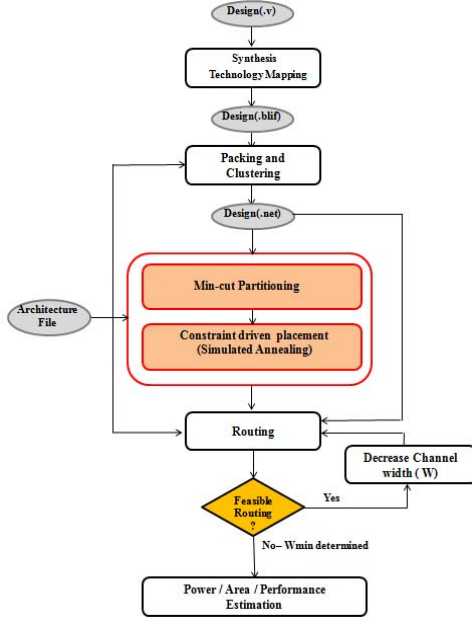 Design(.v)
Synthesis
Technology Mapping
Design(.blif)
Packing and
Clustering
Design(.net)
Min-cut Partitioning
Architecture
File
Constraint driven placement
(Simulated Annealing)
Routing
Decrease Channel
width ( W)
Feasible
Routing
?
Yes
No– Wmin determined
Power / Area / Performance
Estimation